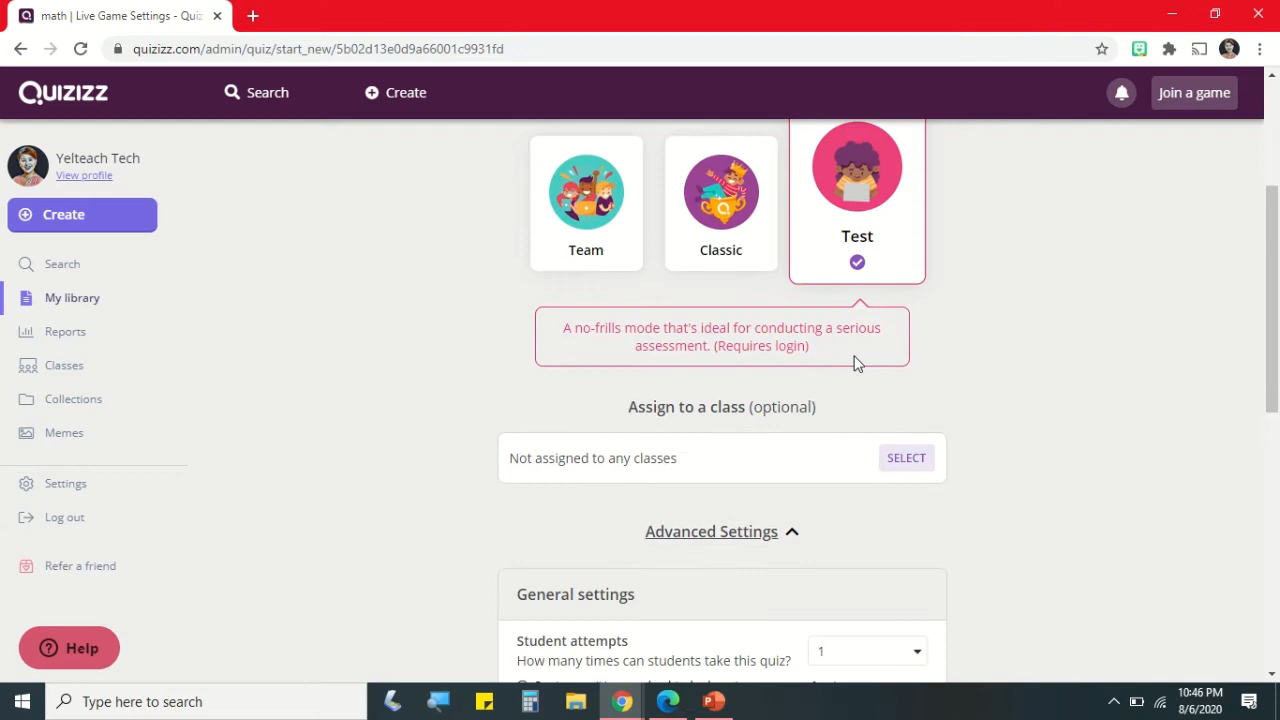 math | Live Game Settings - Quiz
quizizz.com/admin/quiz/start_new/5b02d13e0d9a66001c9931fd
QUIZIZZ
Search
Create
Join a game
Yelteach Tech
View profile
Create
Search
My library
Reports
Classes
Collections
Memes
Settings
Log out
Refer a friend
Help
Team
Classic
Test
A no-frills mode that's ideal for conducting a serious
assessment. (Requires login)
Assign to a class (optional)
Not assigned to any classes
SELECT
Advanced Settings
General settings
Student attempts
How many times can students take this quiz?
1
Type here to search
10:46 PM
8/6/2020